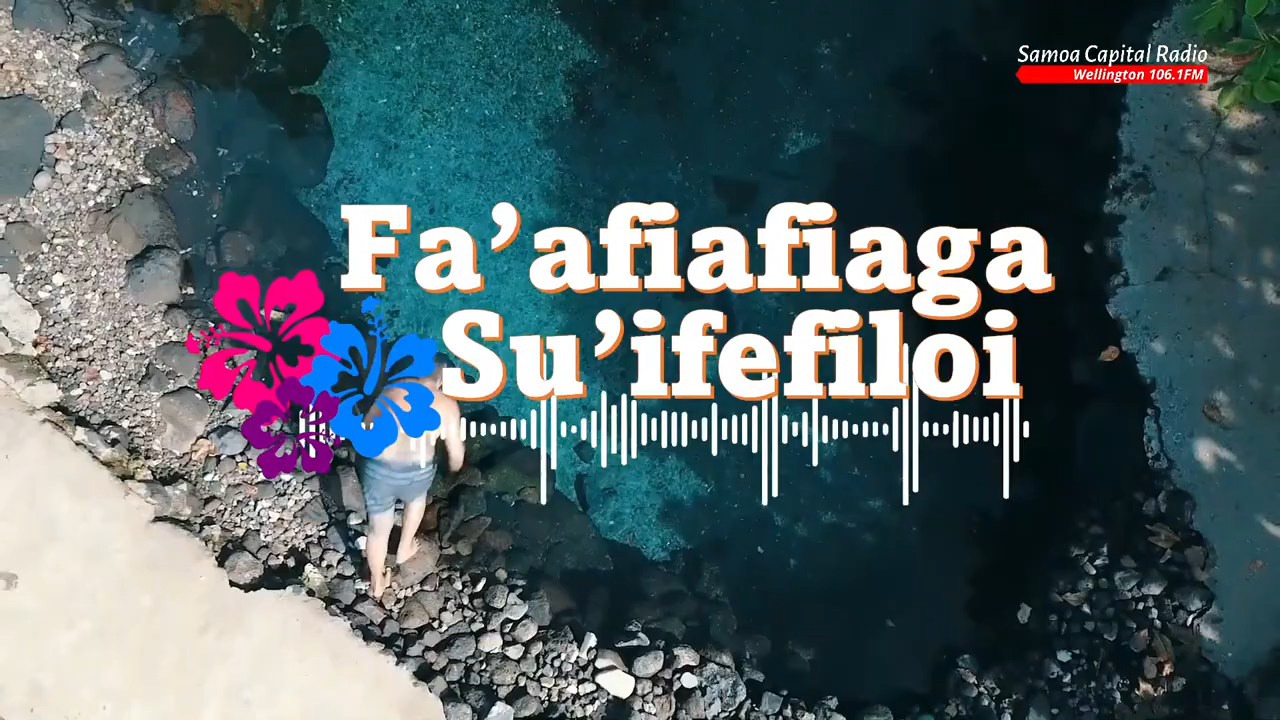 Samoa Capital Radio
Wellington 106.1FM
Fa’afiafiaga
Su’ifefiloi